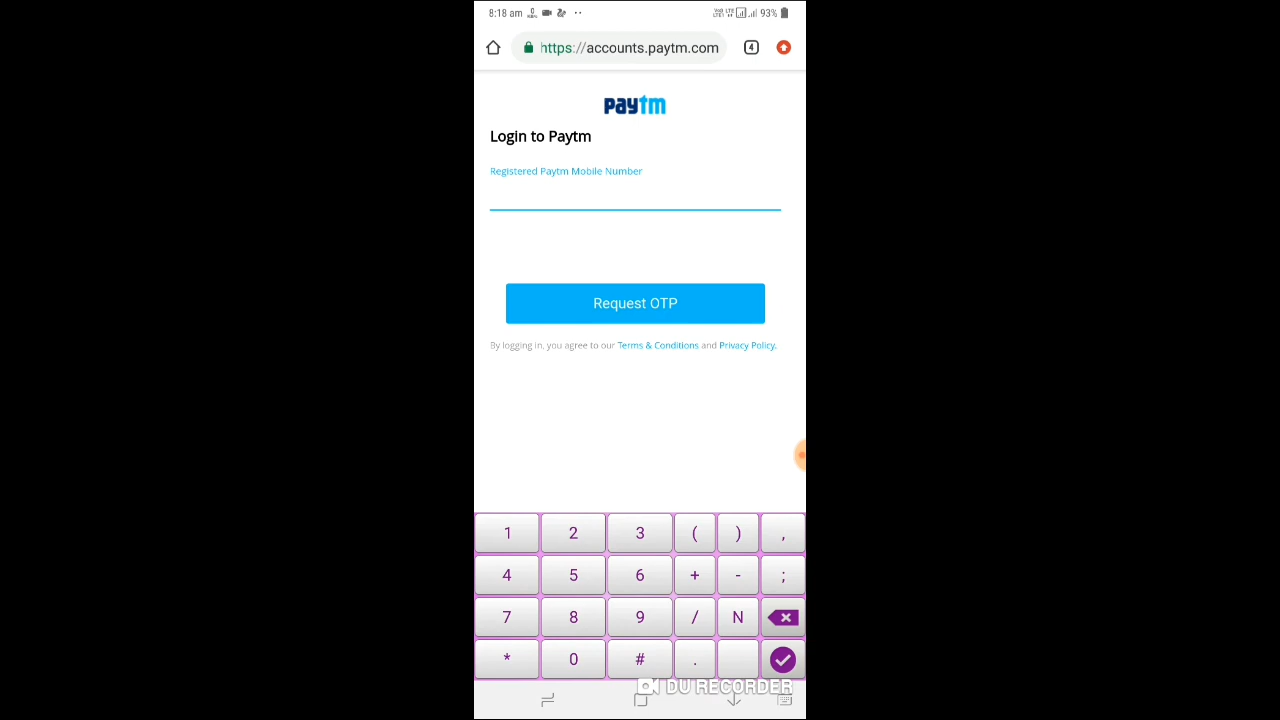 8:18 am 93%
https://accounts.paytm.com 4
paytm
Login to Paytm
Registered Paytm Mobile Number
Request OTP
By logging in, you agree to our Terms & Conditions and Privacy Policy.
1 2 3 ( ) ,
4 5 6 + - ;
7 8 9 / N
* 0 # .
DU RECORDER